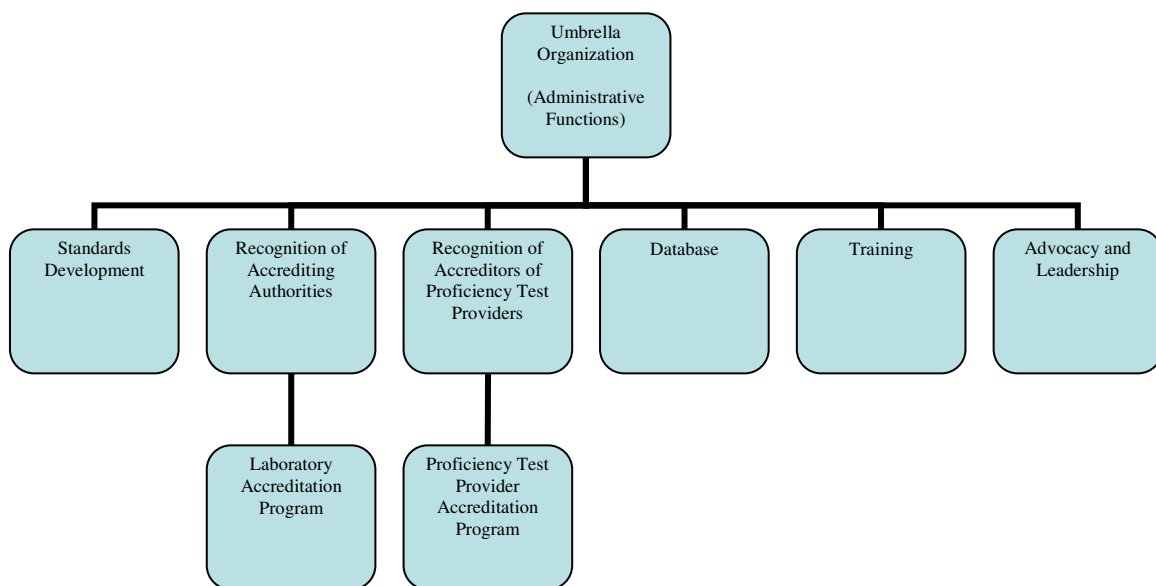 Umbrella
Organization
(Administrative
Functions)
Standards
Development
Recognition of
Accrediting
Authorities
Recognition of
Accreditors of
Proficiency Test
Providers
Database
Training
Advocacy and
Leadership
Laboratory
Accreditation
Program
Proficiency Test
Provider
Accreditation
Program